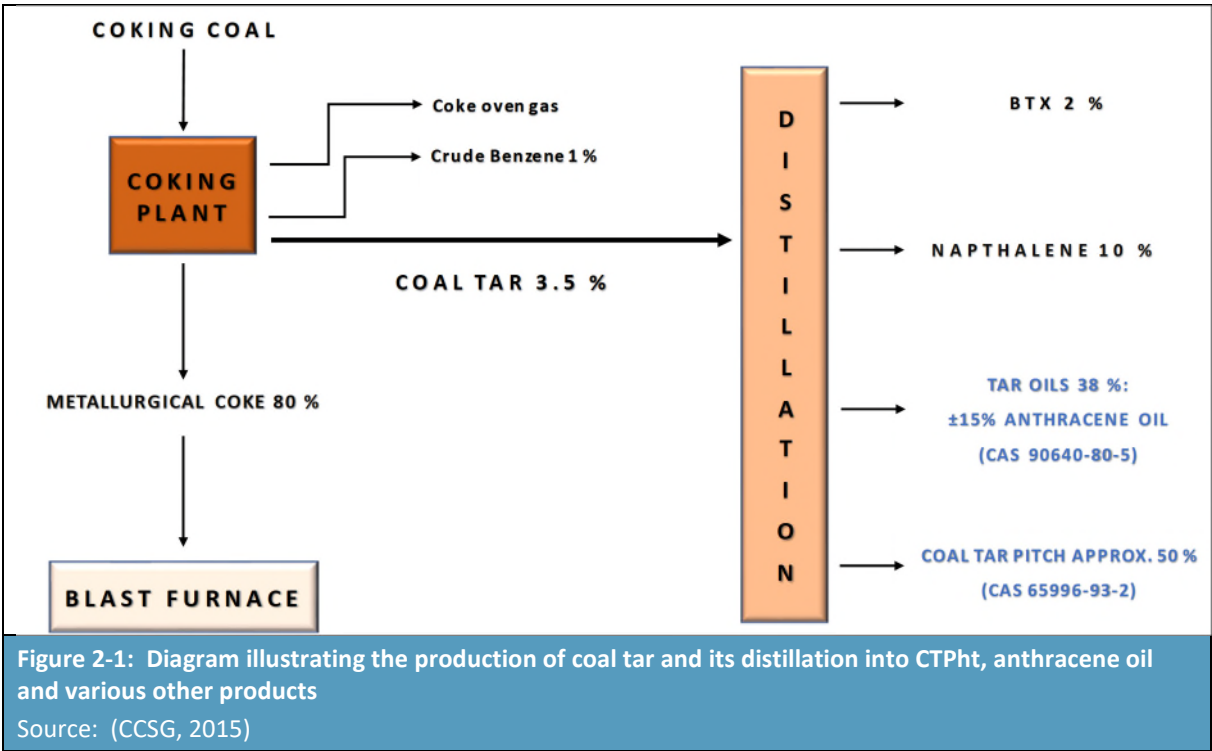 COKING COAL
Coke oven gas
Crude Benzene 1 %
COKING
PLANT
COAL TAR 3.5 %
METALLURGICAL COKE 80 %
BLAST FURNACE
DISTILLATION
BTX 2 %
NAPTHALENE 10 %
TAR OILS 38 %:
±15% ANTHRACENE OIL
(CAS 90640-80-5)
COAL TAR PITCH APPROX. 50 %
(CAS 65996-93-2)
Figure 2-1: Diagram illustrating the production of coal tar and its distillation into CTPht, anthracene oil
and various other products
Source: (CCSG, 2015)